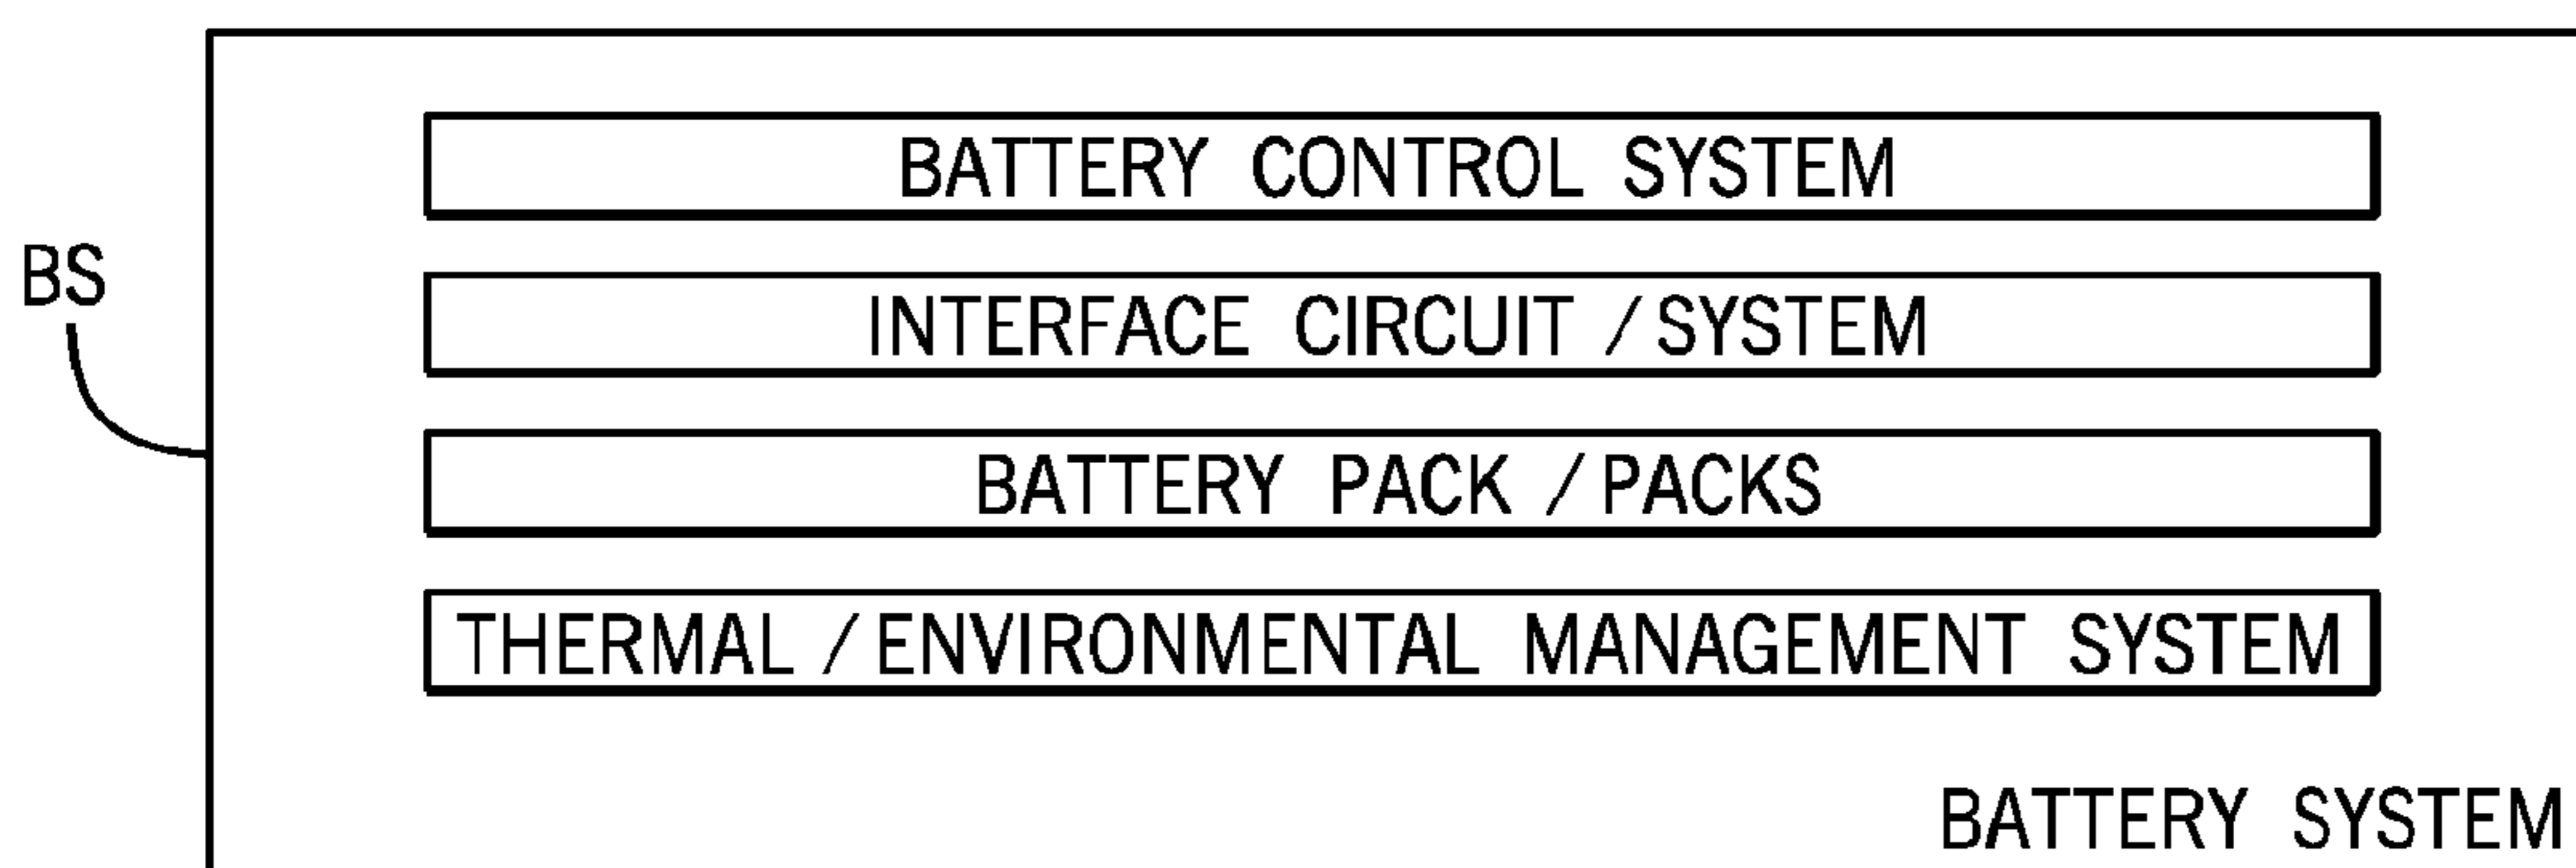 BATTERY CONTROL SYSTEM
BS
INTERFACE CIRCUIT / SYSTEM
BATTERY PACK / PACKS
THERMAL / ENVIRONMENTAL MANAGEMENT SYSTEM
BATTERY SYSTEM